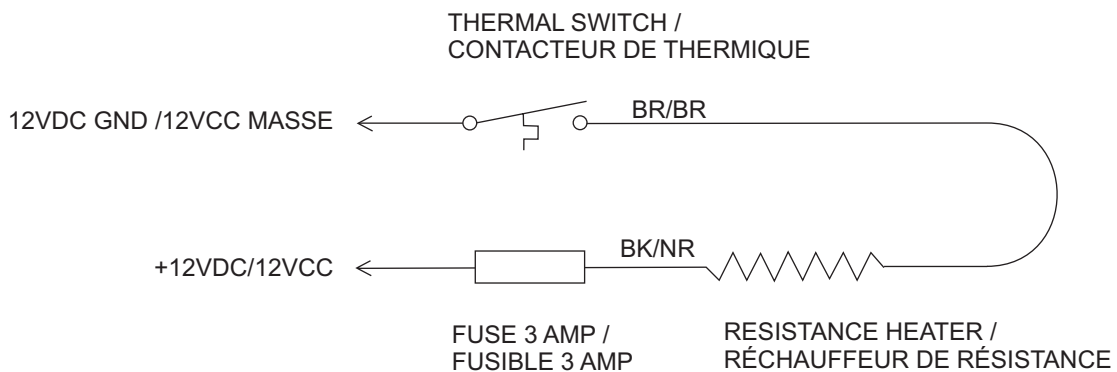 THERMAL SWITCH /
CONTACTEUR DE THERMIQUE
12VDC GND /12VCC MASSE
BR/BR
+12VDC/12VCC
BK/NR
FUSE 3 AMP /
FUSIBLE 3 AMP
RESISTANCE HEATER /
RÉCHAUFFEUR DE RÉSISTANCE